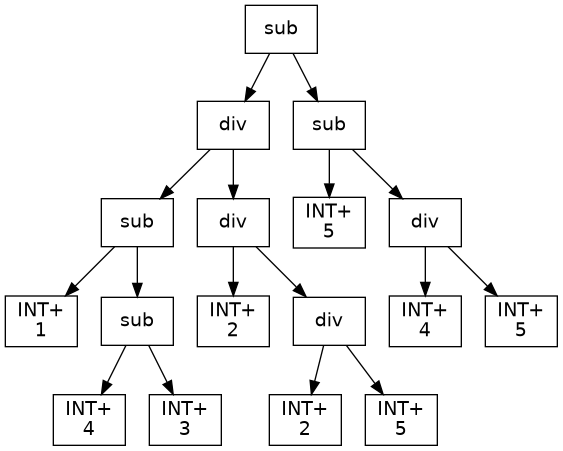 sub
div
sub
sub
div
INT+
5
div
INT+
1
sub
INT+
2
div
INT+
4
INT+
5
INT+
4
INT+
3
INT+
2
INT+
5